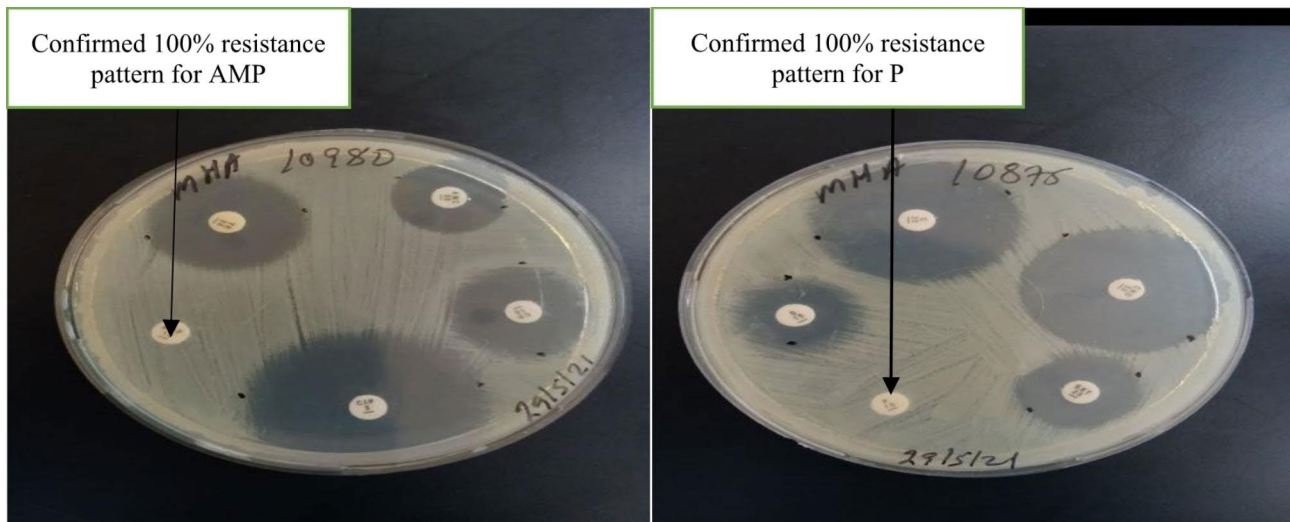 Confirmed 100% resistance
pattern for AMP
Confirmed 100% resistance
pattern for P
MHA 10980
CIP
5
29/5/21
MHA 10875
29/5/21